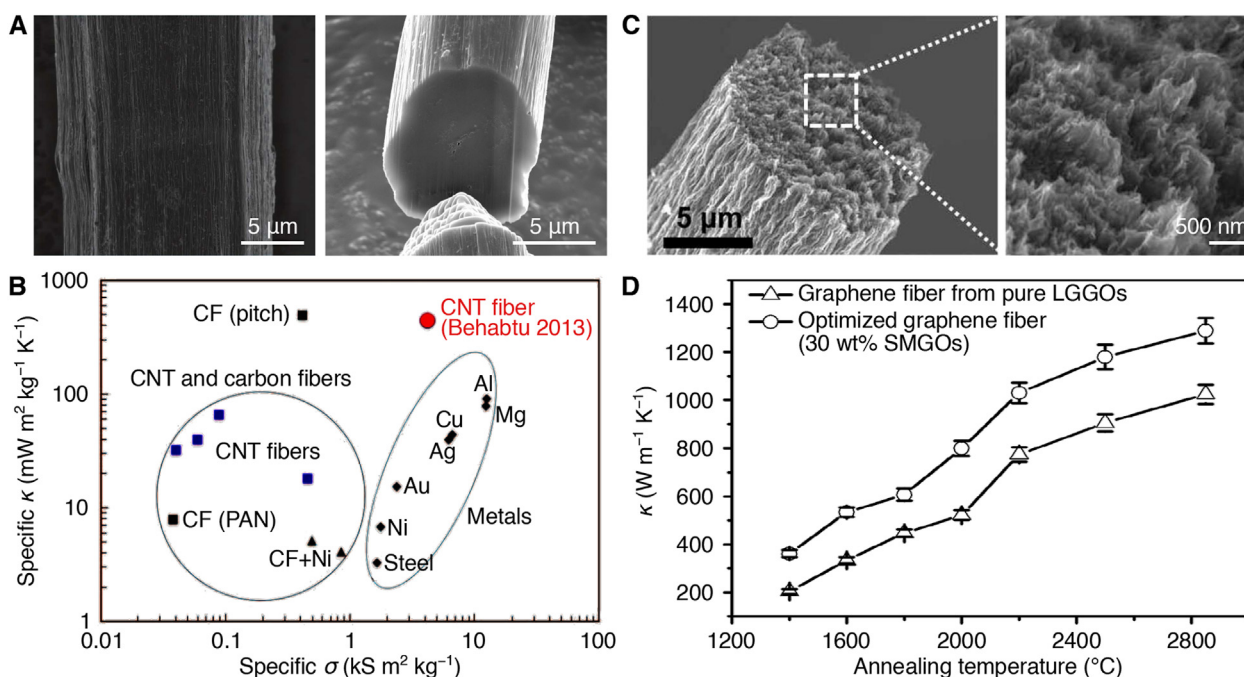 A
5 μm
5 μm
C
5 μm
500 nm
B
Specific κ (mW m² kg⁻¹ K⁻¹)
1000
100
10
1
0.01
0.1
1
10
100
Specific σ (kS m² kg⁻¹)
CF (pitch)
CNT fiber
(Behabtu 2013)
CNT and carbon fibers
CNT fibers
CF (PAN)
CF+Ni
Al
Mg
Cu
Ag
Au
Ni
Steel
Metals
D
κ (W m⁻¹ K⁻¹)
1400
1200
1000
800
600
400
200
1200
1600
2000
2400
2800
Annealing temperature (°C)
Graphene fiber from pure LGGOs
Optimized graphene fiber
(30 wt% SMGOs)